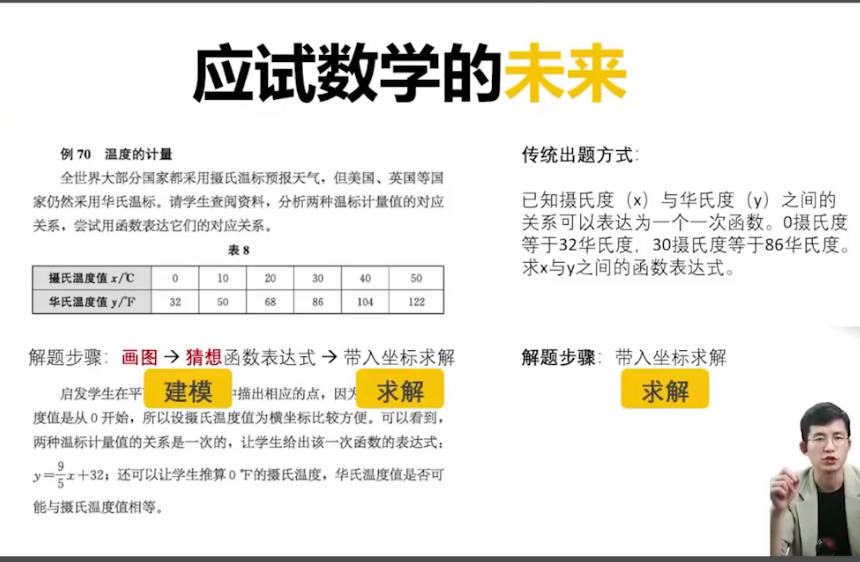 应试数学的未来
例 70 温度的计量
全世界大部分国家都采用摄氏温标预报天气，但美国、英国等国
家仍然采用华氏温标。请学生查阅资料，分析两种温标计量值的对应
关系，尝试用函数表达它们的对应关系。
表 8
摄氏温度值 x/℃ 0 10 20 30 40 50
华氏温度值 y/℉ 32 50 68 86 104 122
解题步骤：画图 → 猜想函数表达式 → 带入坐标求解
建模 求解
启发学生在平 中描出相应的点，因为
度值是从 0 开始，所以设摄氏温度值为横坐标比较方便。可以看到，
两种温标计量值的关系是一次的，让学生给出该一次函数的表达式：
y=9/5x+32；还可以让学生推算 0 ℉的摄氏温度，华氏温度值是否可
能与摄氏温度值相等。
传统出题方式：
已知摄氏度（x）与华氏度（y）之间的
关系可以表达为一个一次函数。0摄氏度
等于32华氏度，30摄氏度等于86华氏度。
求x与y之间的函数表达式。
解题步骤：带入坐标求解
求解